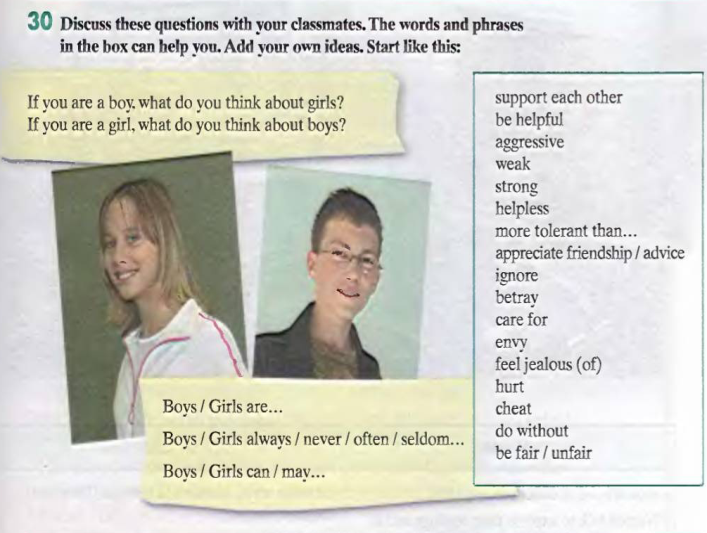 30 Discuss these questions with your classmates. The words and phrases
in the box can help you. Add your own ideas. Start like this:
If you are a boy, what do you think about girls?
If you are a girl, what do you think about boys?
Boys / Girls are...
Boys / Girls always / never / often / seldom...
Boys / Girls can / may...
support each other
be helpful
aggressive
weak
strong
helpless
more tolerant than...
appreciate friendship / advice
ignore
betray
care for
envy
feel jealous (of)
hurt
cheat
do without
be fair / unfair